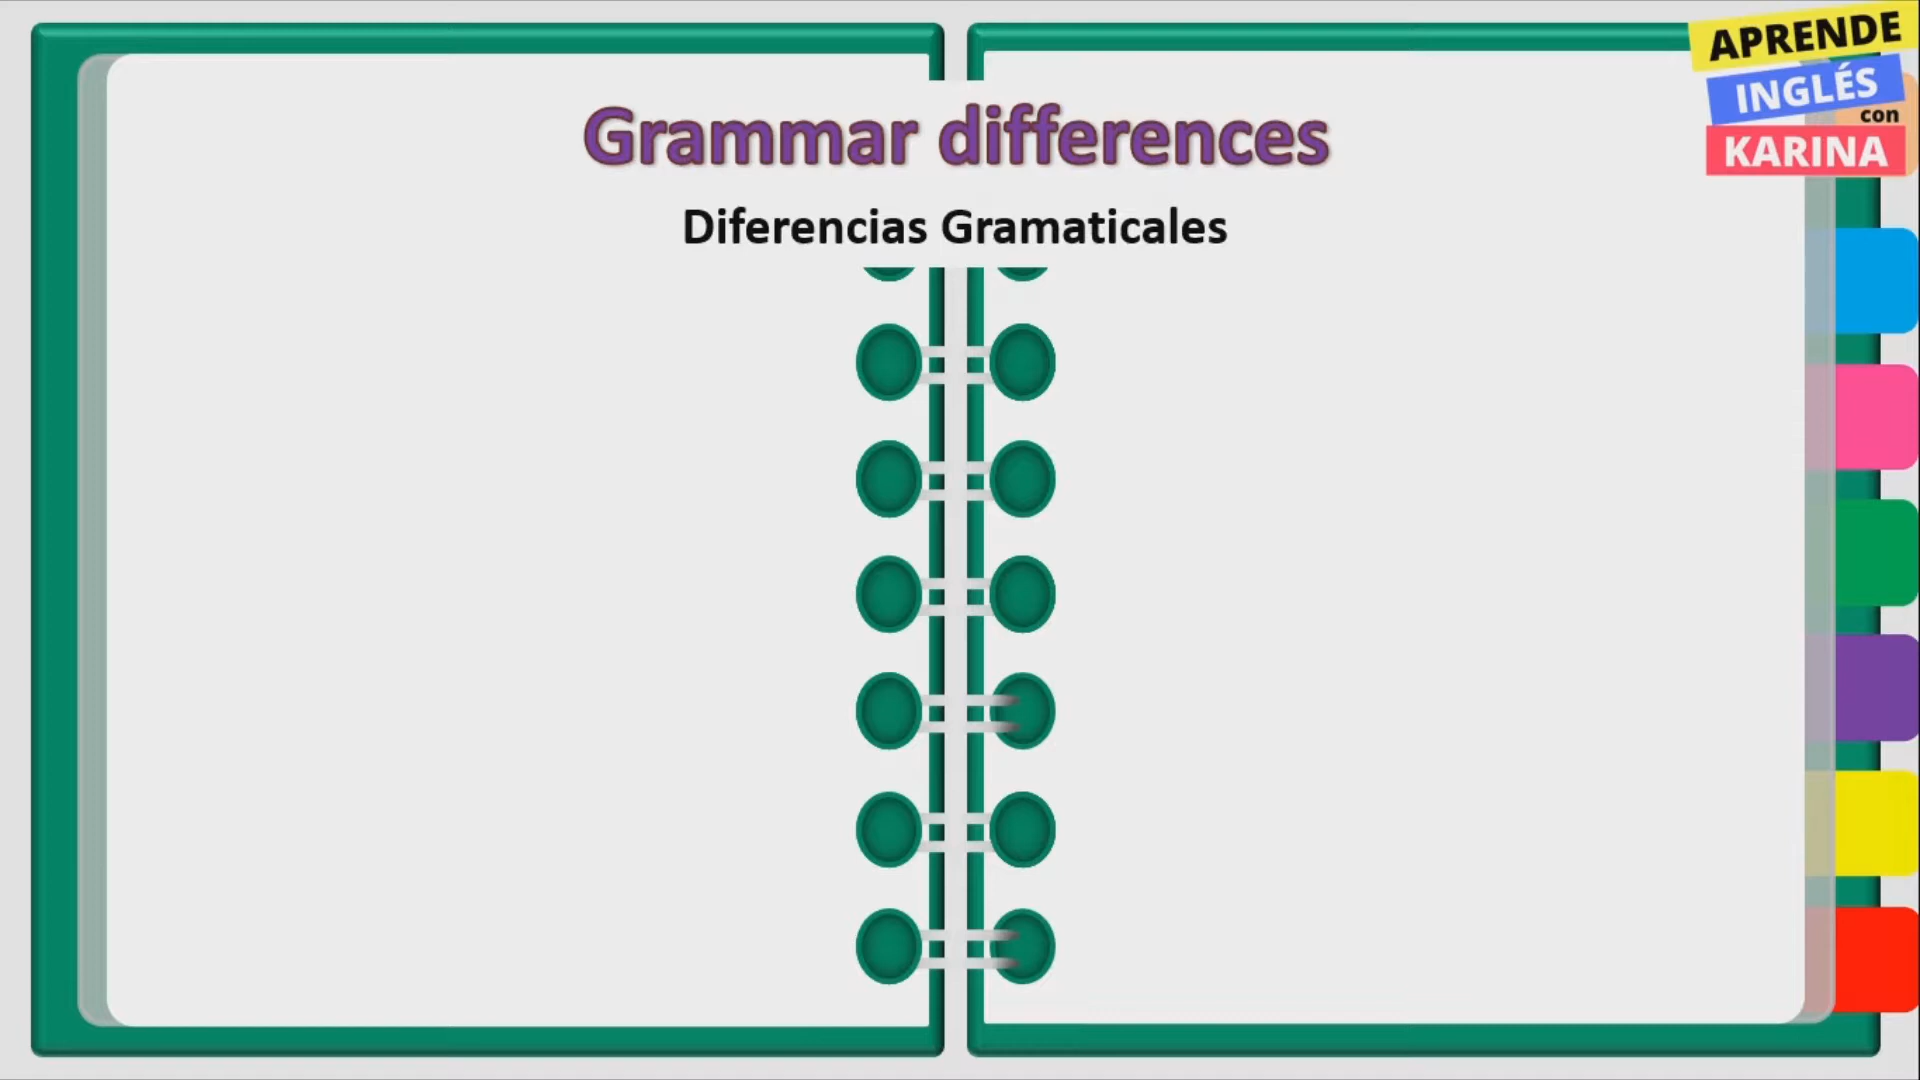 Grammar differences
Diferencias Gramaticales
APRENDE
INGLÉS
con
KARINA